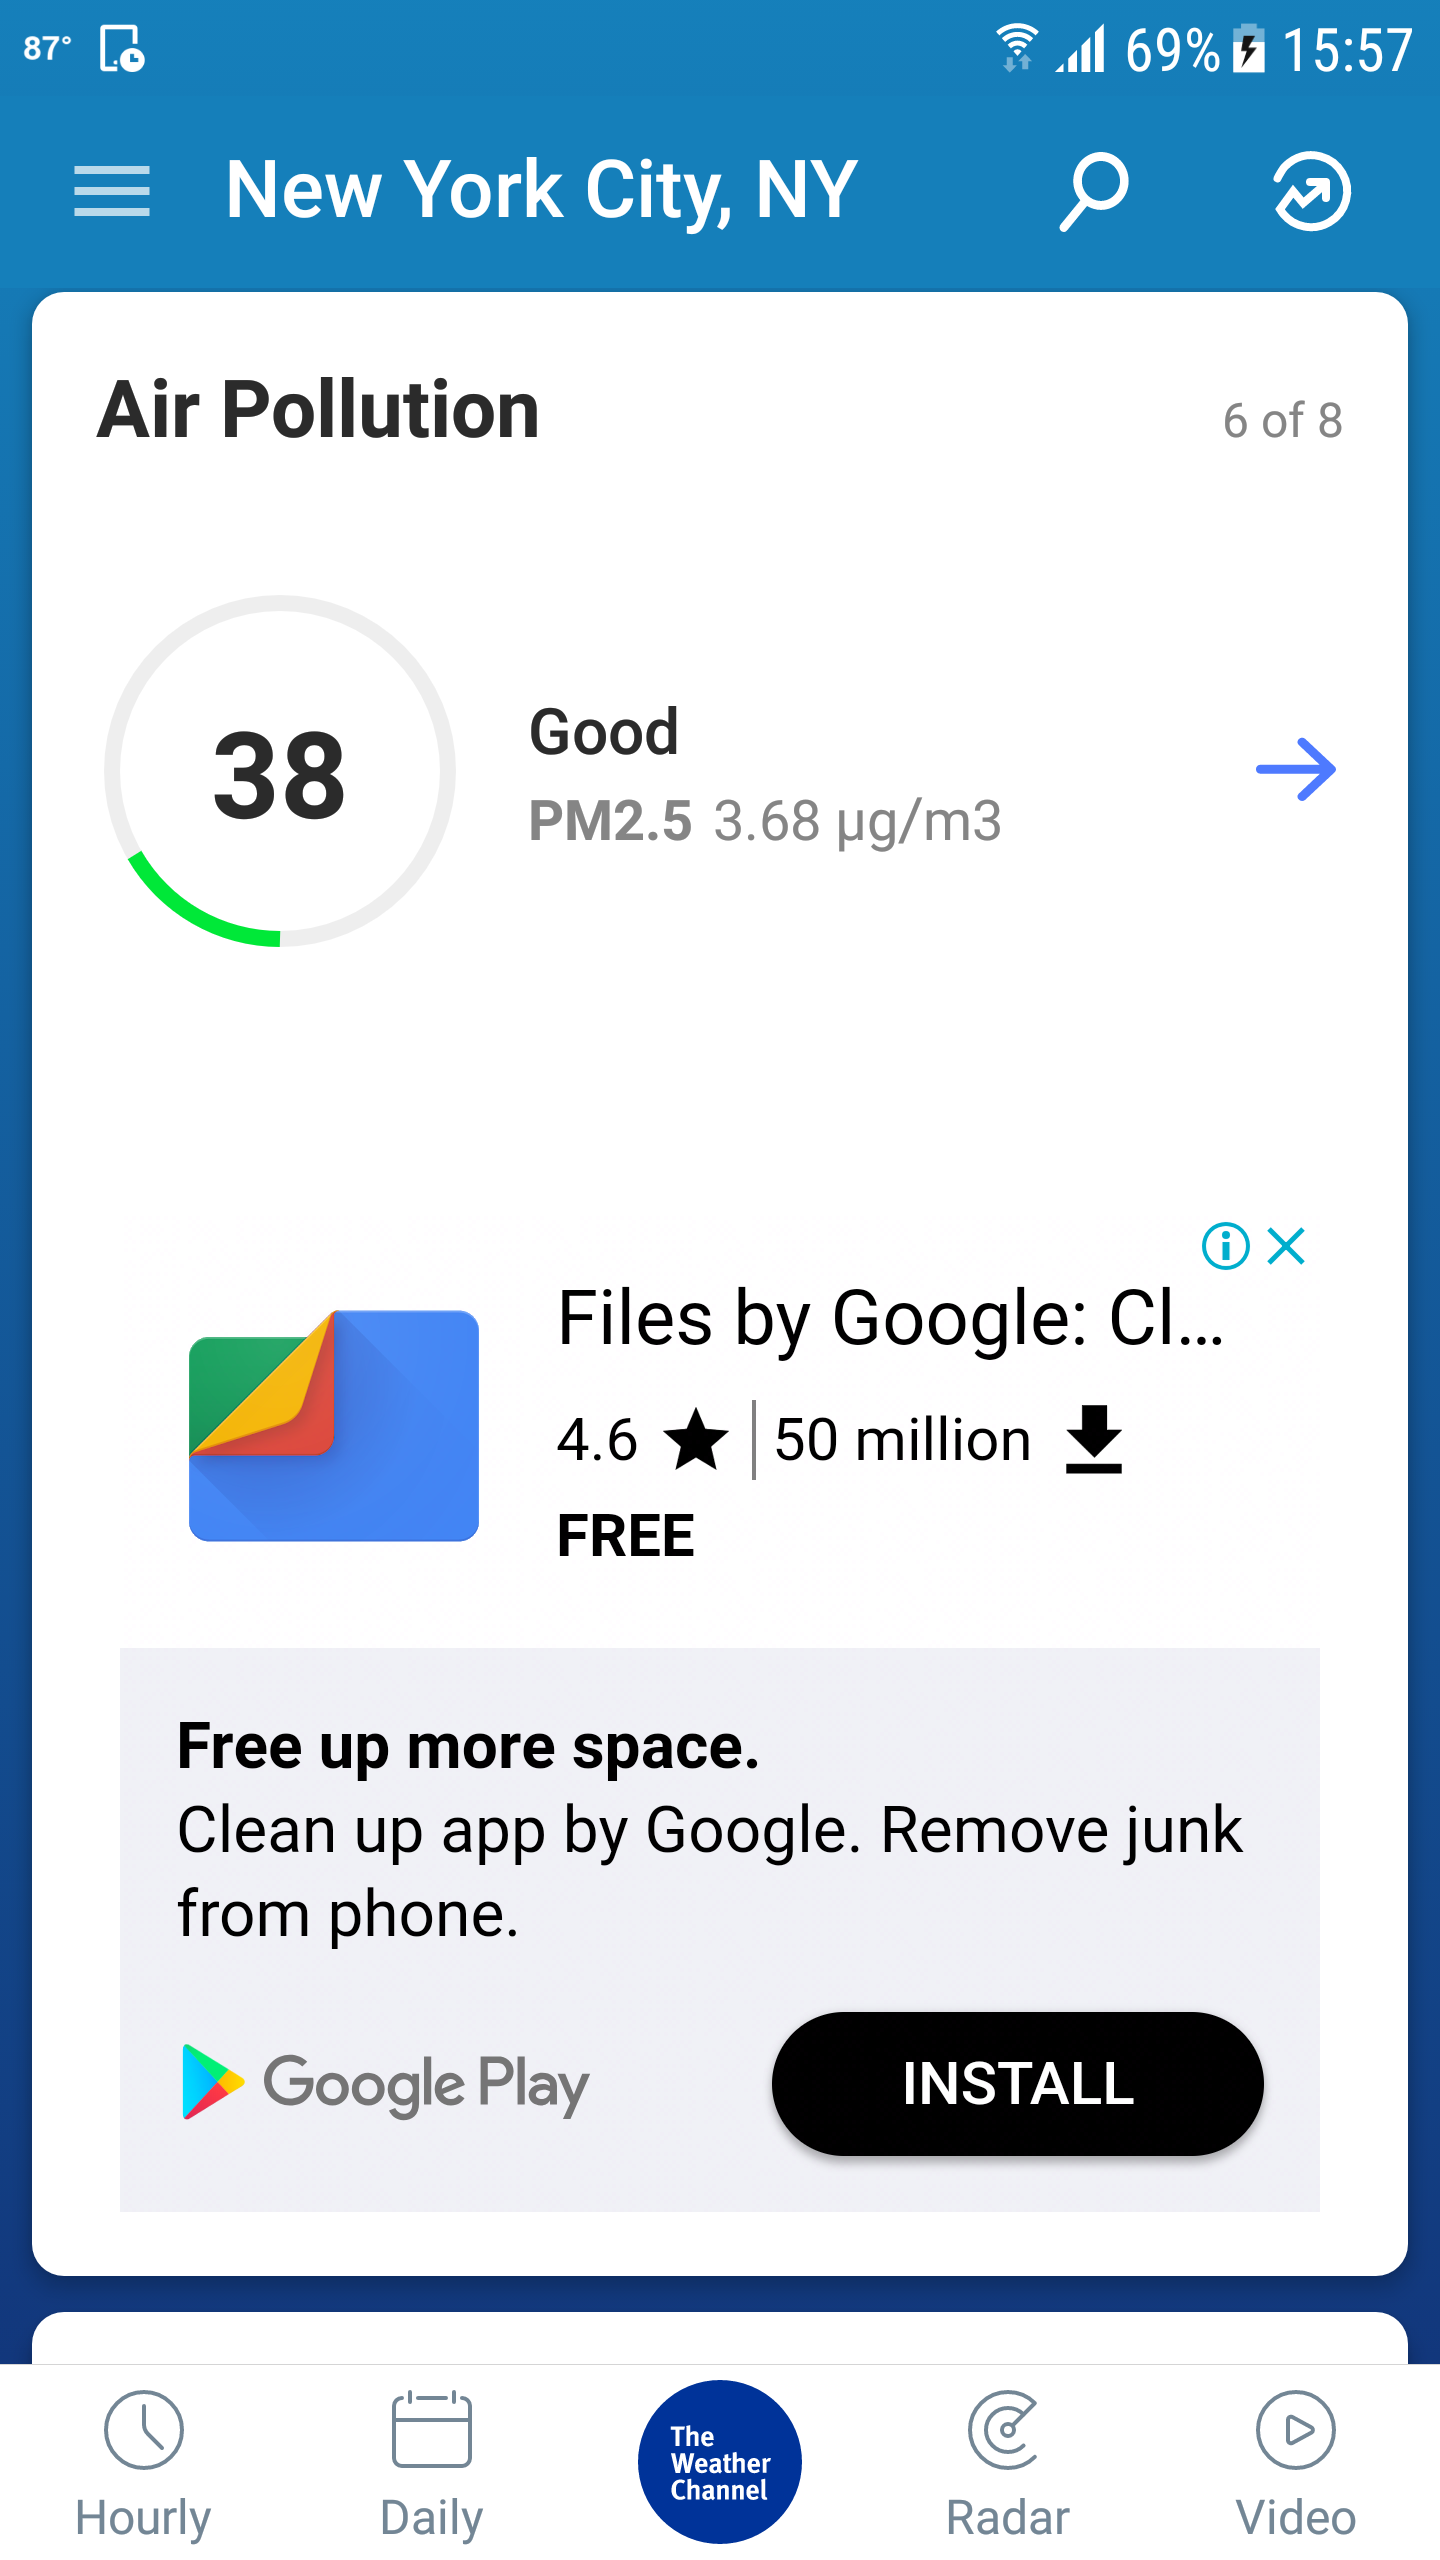 87°
69% 15:57
New York City, NY
Air Pollution
6 of 8
38
Good
PM2.5 3.68 µg/m3
Files by Google: Cl...
4.6 50 million
FREE
Free up more space.
Clean up app by Google. Remove junk
from phone.
Google Play
INSTALL
The
Weather
Channel
Hourly Daily Radar Video